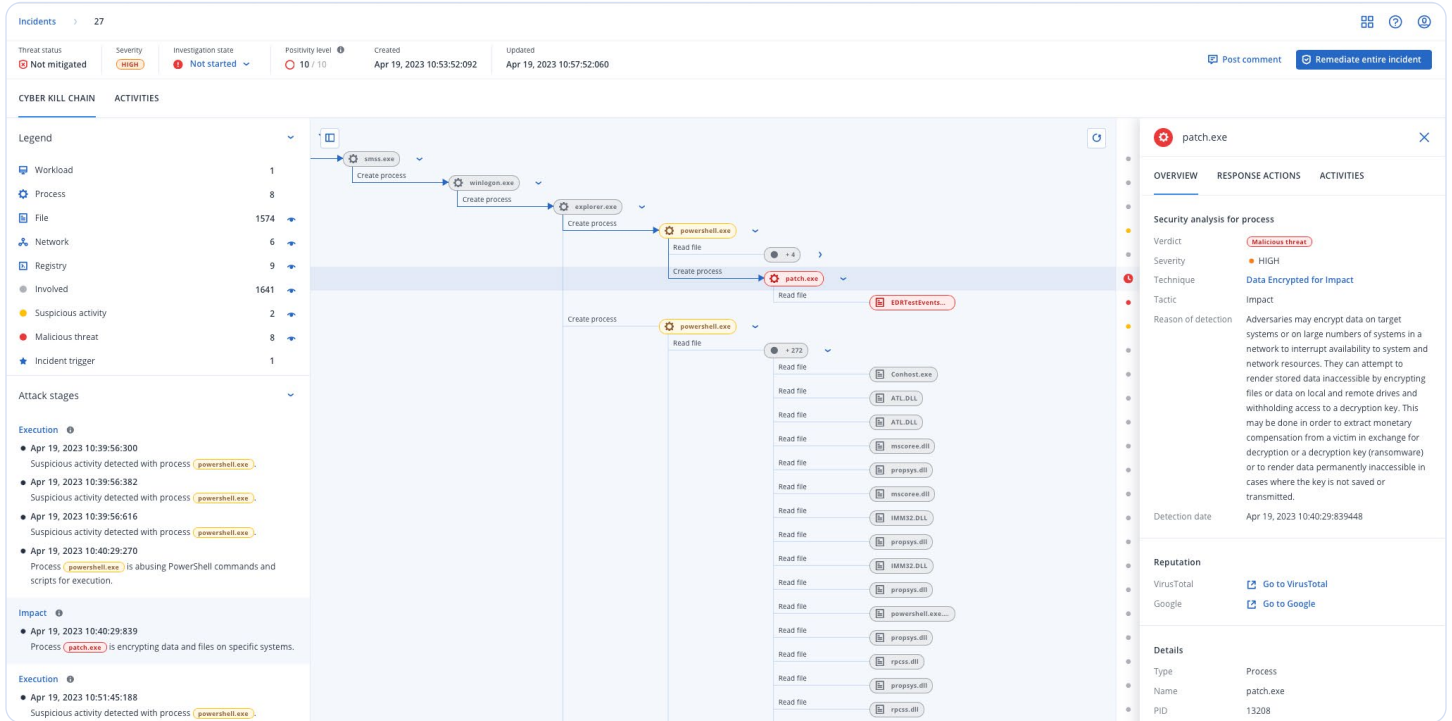 Incidents > 27
Threat status
Not mitigated
Severity
HIGH
Investigation state
Not started
Positivity level
10 / 10
Created
Apr 19, 2023 10:53:52:092
Updated
Apr 19, 2023 10:57:52:060
Post comment
Remediate entire incident
CYBER KILL CHAIN
ACTIVITIES
Legend
Workload 1
Process 8
File 1574
Network 6
Registry 9
Involved 1641
Suspicious activity 2
Malicious threat 8
Incident trigger 1
Attack stages
Execution
Apr 19, 2023 10:39:56:300
Suspicious activity detected with process powershell.exe.
Apr 19, 2023 10:39:56:382
Suspicious activity detected with process powershell.exe.
Apr 19, 2023 10:39:56:616
Suspicious activity detected with process powershell.exe.
Apr 19, 2023 10:40:29:270
Process powershell.exe is abusing PowerShell commands and
scripts for execution.
Impact
Apr 19, 2023 10:40:29:839
Process patch.exe is encrypting data and files on specific systems.
Execution
Apr 19, 2023 10:51:45:188
Suspicious activity detected with process powershell.exe.
smss.exe
Create process
winlogon.exe
Create process
explorer.exe
Create process
powershell.exe
Read file
+ 4
Create process
patch.exe
Read file
EDRTestEvents...
Create process
powershell.exe
Read file
+ 272
Read file
Conhost.exe
Read file
ATL.DLL
Read file
ATL.DLL
Read file
mscoree.dll
Read file
propsys.dll
Read file
mscoree.dll
Read file
IMM32.DLL
Read file
propsys.dll
Read file
IMM32.DLL
Read file
propsys.dll
Read file
powershell.exe....
Read file
propsys.dll
Read file
rpcss.dll
Read file
propsys.dll
Read file
rpcss.dll
patch.exe
OVERVIEW
RESPONSE ACTIONS
ACTIVITIES
Security analysis for process
Verdict
Malicious threat
Severity
HIGH
Technique
Data Encrypted for Impact
Tactic
Impact
Reason of detection
Adversaries may encrypt data on target
systems or on large numbers of systems in a
network to interrupt availability to system and
network resources. They can attempt to
render stored data inaccessible by encrypting
files or data on local and remote drives and
withholding access to a decryption key. This
may be done in order to extract monetary
compensation from a victim in exchange for
decryption or a decryption key (ransomware)
or to render data permanently inaccessible in
cases where the key is not saved or
transmitted.
Detection date
Apr 19, 2023 10:40:29:839448
Reputation
VirusTotal
Go to VirusTotal
Google
Go to Google
Details
Type
Process
Name
patch.exe
PID
13208